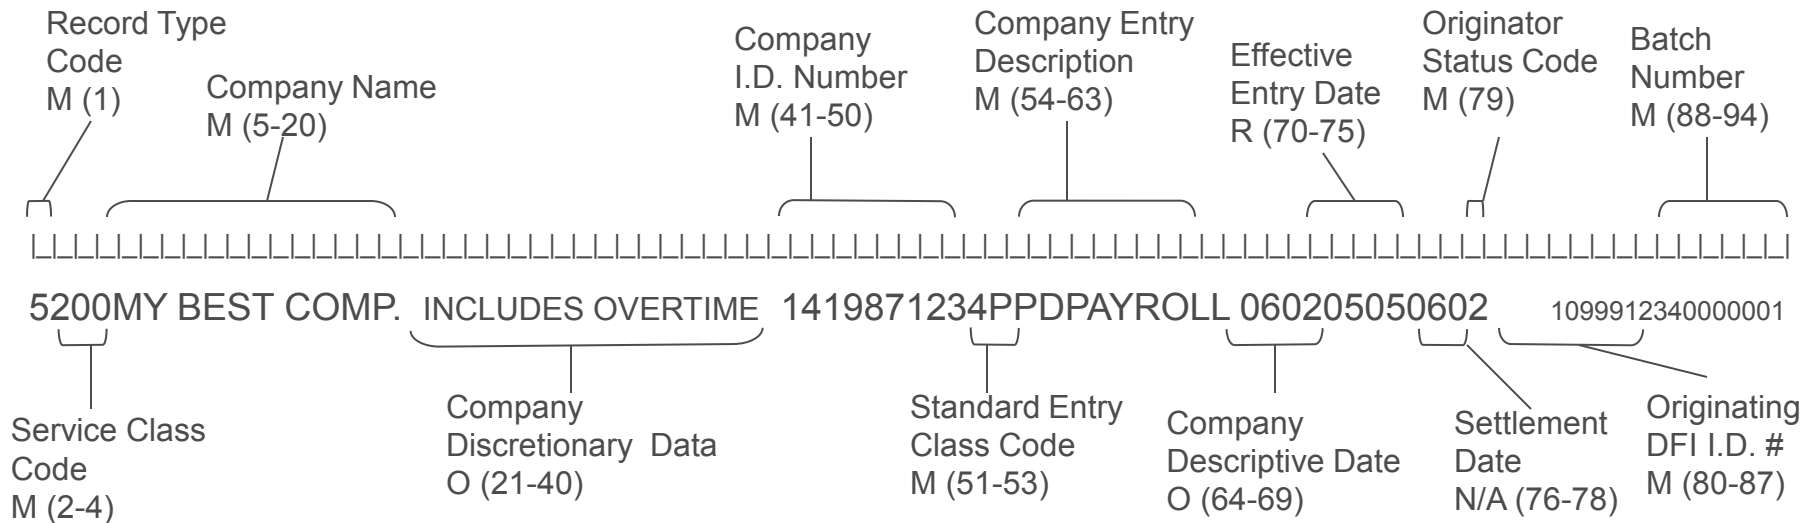 Record Type
Code
M (1)
Company Name
M (5-20)
Company
I.D. Number
M (41-50)
Company Entry
Description
M (54-63)
Effective
Entry Date
R (70-75)
Originator
Status Code
M (79)
Batch
Number
M (88-94)
|_|_|_|_|_|_|_|_|_|_|_|_|_|_|_|_|_|_|_|_|_|_|_|_|_|_|_|_|_|_|_|_|_|_|_|_|_|_|_|_|_|_|_|_|_|_|_|_|_|_|_|_|_|_|_|_|_|_|_|_|_|_|_|_|_|_|_|_|_|_|_|_|_|_|_|_|_|_|_|_|_|
5200MY BEST COMP. INCLUDES OVERTIME 1419871234PPDPAYROLL 060205050602 1099912340000001
Service Class
Code
M (2-4)
Company
Discretionary Data
O (21-40)
Standard Entry
Class Code
M (51-53)
Company
Descriptive Date
O (64-69)
Settlement
Date
N/A (76-78)
Originating
DFI I.D. #
M (80-87)